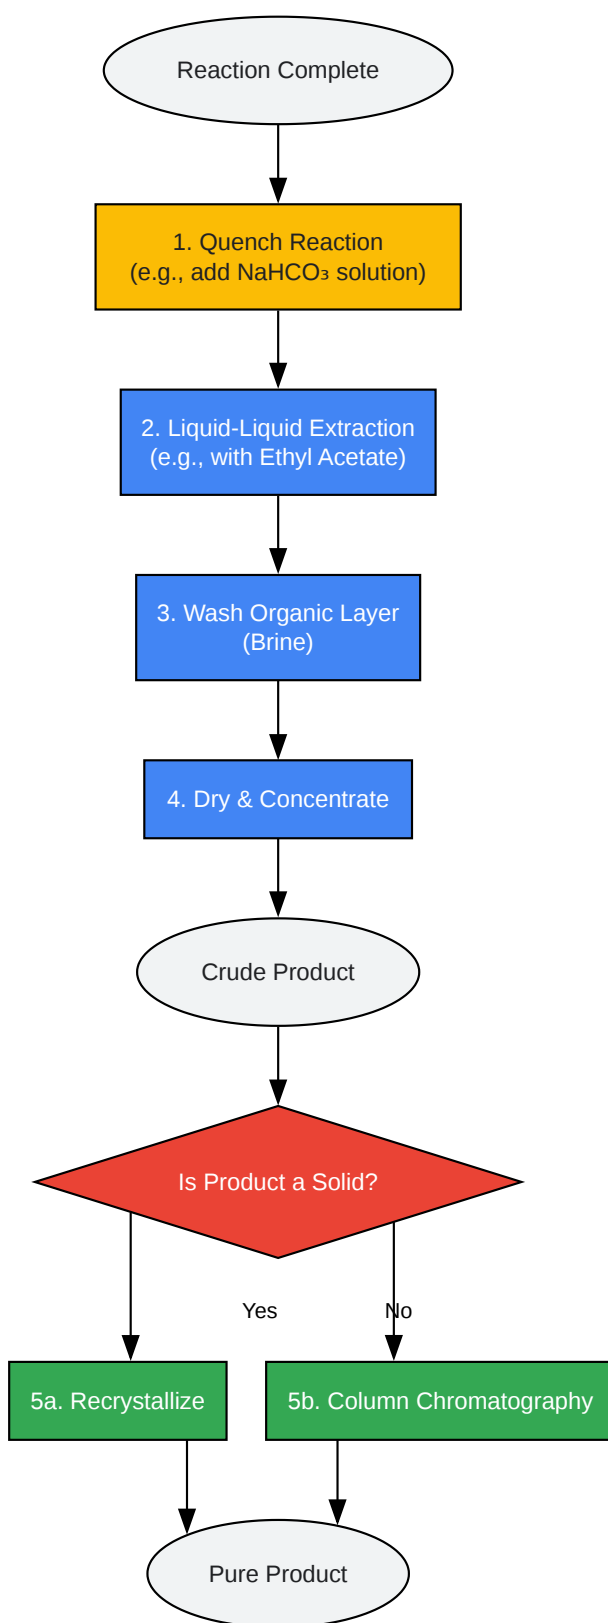 Reaction Complete
1. Quench Reaction
(e.g., add NaHCO₃ solution)
2. Liquid-Liquid Extraction
(e.g., with Ethyl Acetate)
3. Wash Organic Layer
(Brine)
4. Dry & Concentrate
Crude Product
Is Product a Solid?
Yes
No
5a. Recrystallize
5b. Column Chromatography
Pure Product